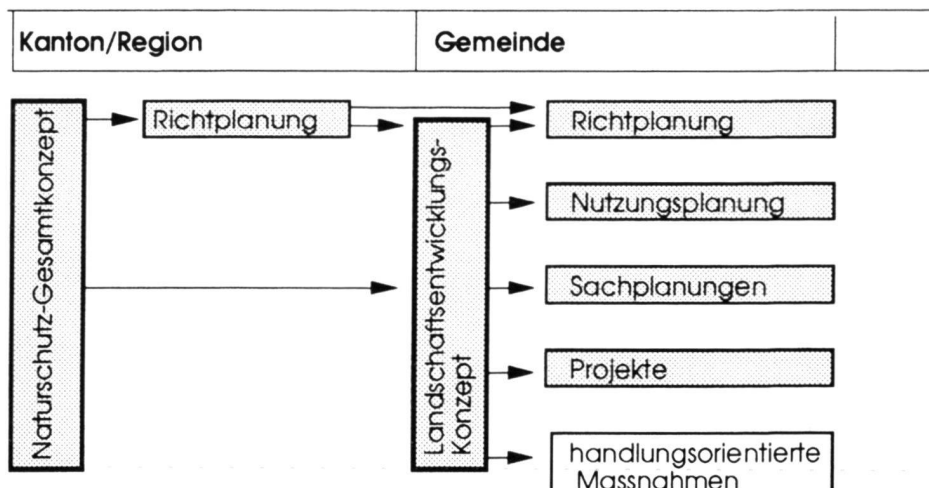 Kanton/Region
Gemeinde
Naturschutz-Gesamtkonzept
Richtplanung
Landschaftsentwicklungs-
Konzept
Richtplanung
Nutzungsplanung
Sachplanungen
Projekte
handlungsorientierte
Massnahmen